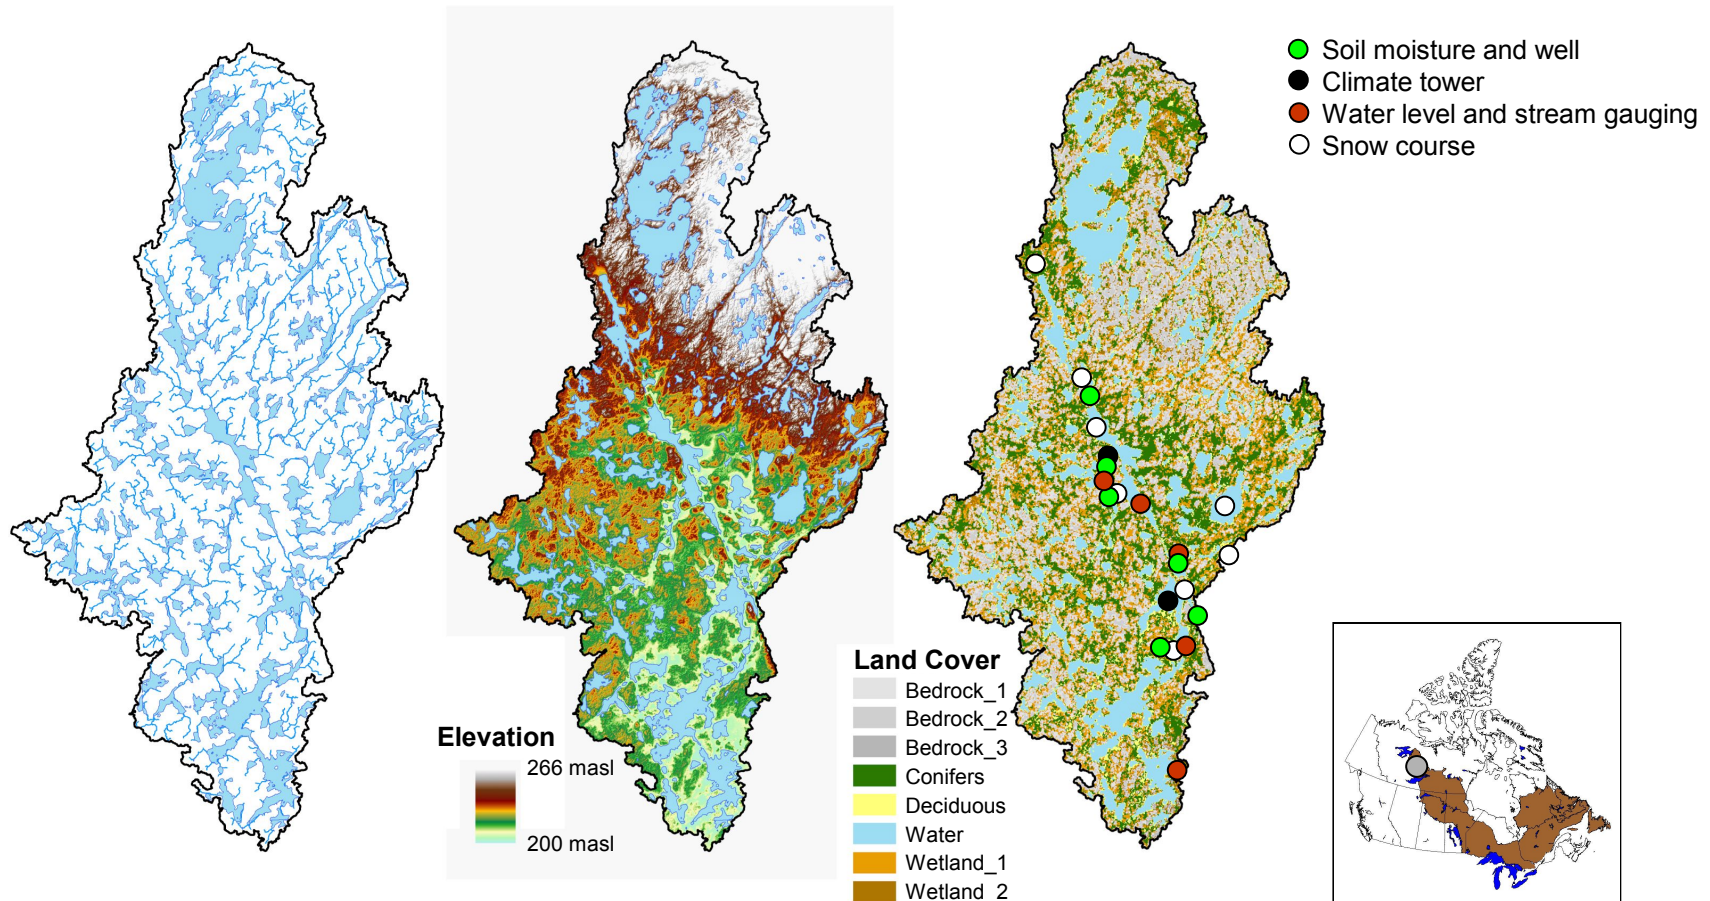 Soil moisture and well
Climate tower
Water level and stream gauging
Snow course
Elevation
266 masl
200 masl
Land Cover
Bedrock_1
Bedrock_2
Bedrock_3
Conifers
Deciduous
Water
Wetland_1
Wetland_2